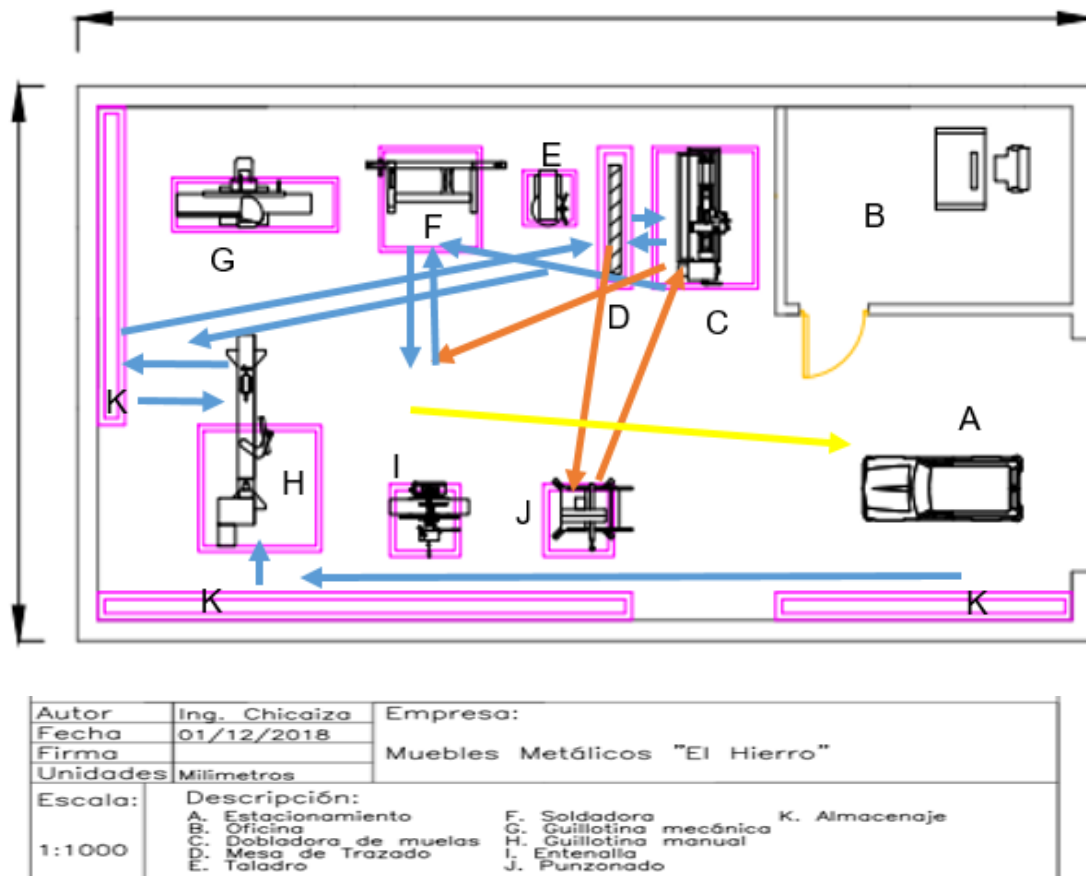 E
F
G
B
D
C
K
A
H
I
J
K
K
Autor Ing. Chicaiza Empresa:
Fecha 01/12/2018
Firma Muebles Metálicos "El Hierro"
Unidades Milimetros
Escala: Descripción:
1:1000
A. Estacionamiento F. Soldadora K. Almacenaje
B. Oficina G. Guillotina mecánica
C. Dobladora de muelas H. Guillotina manual
D. Mesa de Trazado I. Entenalla
E. Taladro J. Punzonado